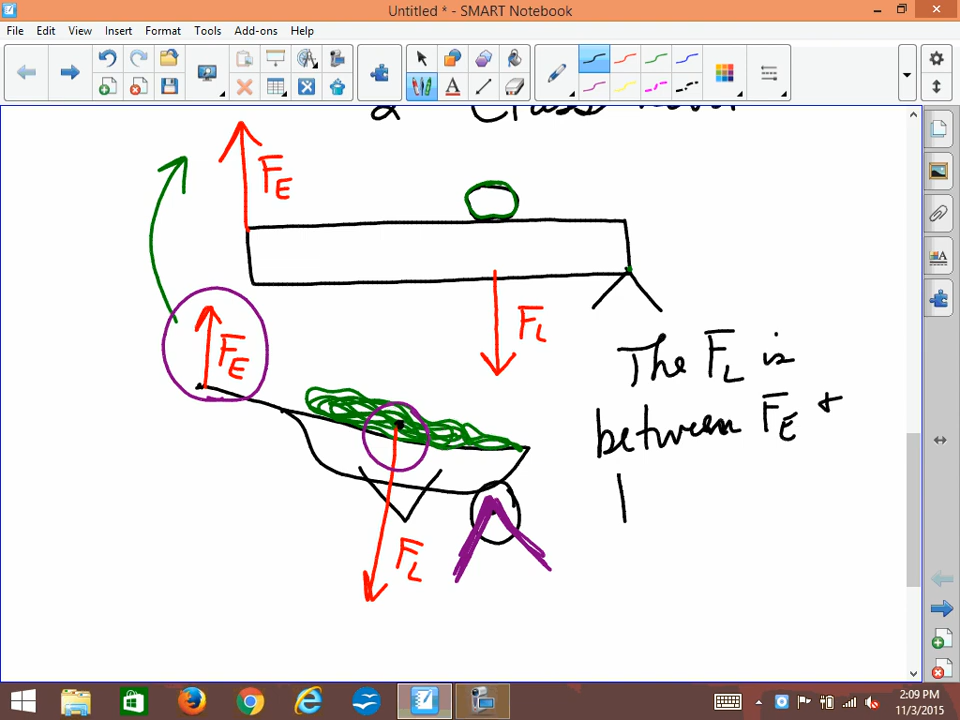 Untitled * - SMART Notebook
File Edit View Insert Format Tools Add-ons Help
Class
F_E
F_L
F_E
The F_L is
between F_E +
F_L
2:09 PM
11/3/2015